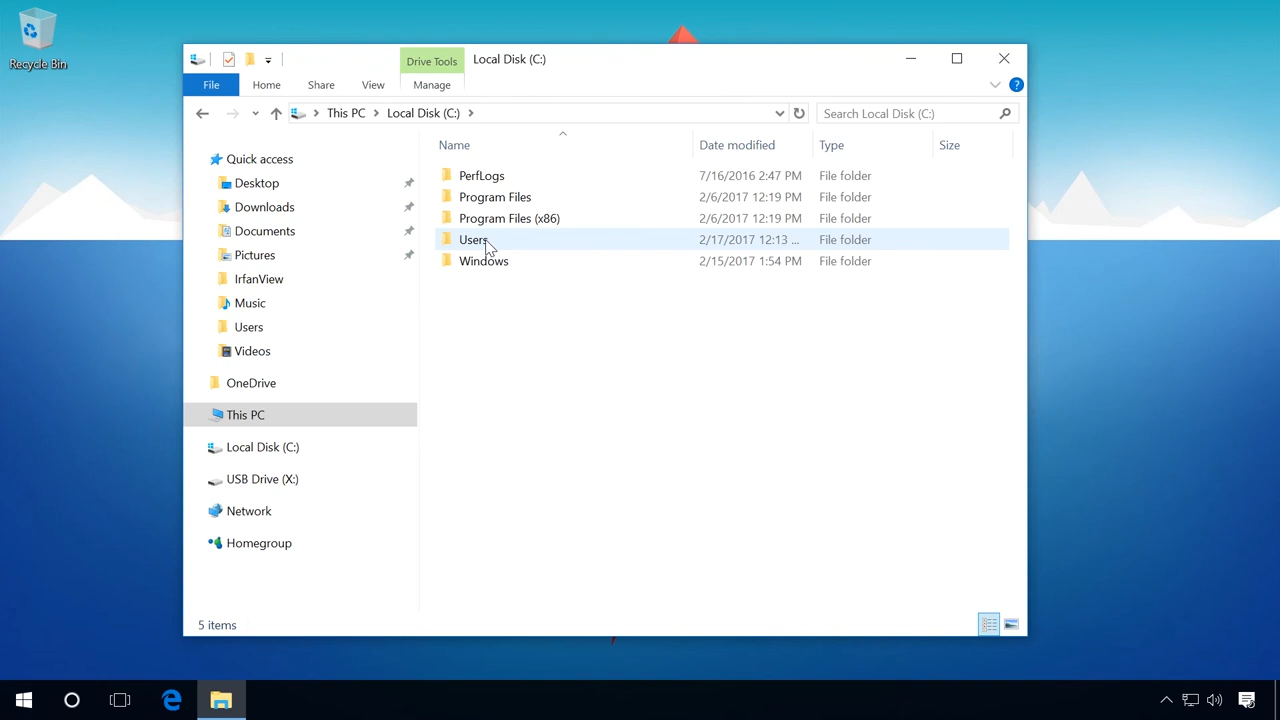 Recycle Bin
Drive Tools
Local Disk (C:)
File
Home
Share
View
Manage
?
This PC
Local Disk (C:)
Search Local Disk (C:)
Quick access
Desktop
Downloads
Documents
Pictures
IrfanView
Music
Users
Videos
OneDrive
This PC
Local Disk (C:)
USB Drive (X:)
Network
Homegroup
Name Date modified Type Size
PerfLogs 7/16/2016 2:47 PM File folder
Program Files 2/6/2017 12:19 PM File folder
Program Files (x86) 2/6/2017 12:19 PM File folder
Users 2/17/2017 12:13 ... File folder
Windows 2/15/2017 1:54 PM File folder
5 items